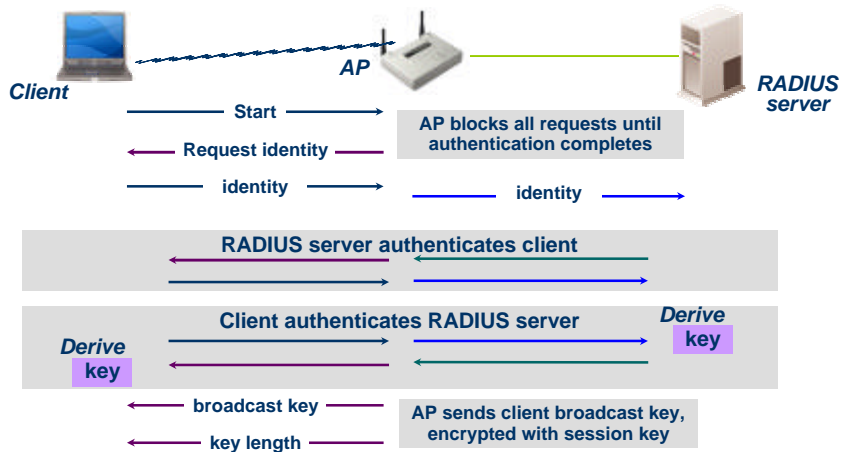 Client
AP
RADIUS
server
Start
AP blocks all requests until
authentication completes
Request identity
identity
identity
RADIUS server authenticates client
Client authenticates RADIUS server
Derive
key
Derive
key
broadcast key
AP sends client broadcast key,
encrypted with session key
key length